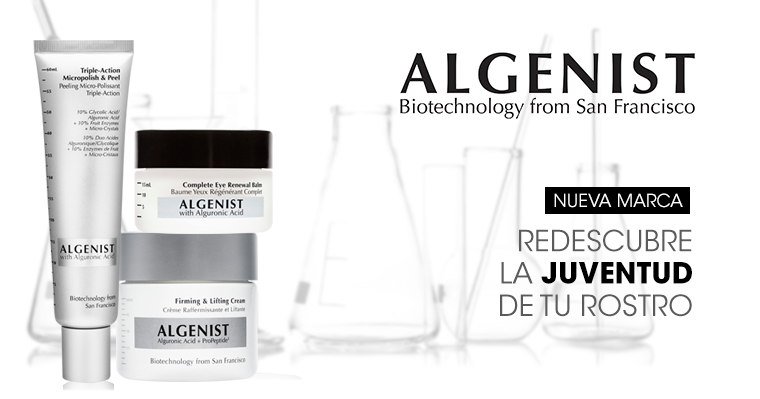 60mL
Triple-Action
Micropolish & Peel
Peeling Micro-Polissant
Triple-Action
10% Glycolic Acid/
Alguronic Acid
+ 10% Fruit Enzymes
+ Micro-Crystals
ALGENIST
with Alguronic Acid
Biotechnology from
San Francisco
15mL
Complete Eye Renewal Balm
Baume Yeux Régénérant Complet
ALGENIST
with Alguronic Acid
Firming & Lifting Cream
Crème Raffermissante et Liftante
ALGENIST
Alguronic Acid + ProPeptide
Biotechnology from San Francisco
ALGENIST
Biotechnology from San Francisco
NUEVA MARCA
REDESCUBRE
LA JUVENTUD
DE TU ROSTRO